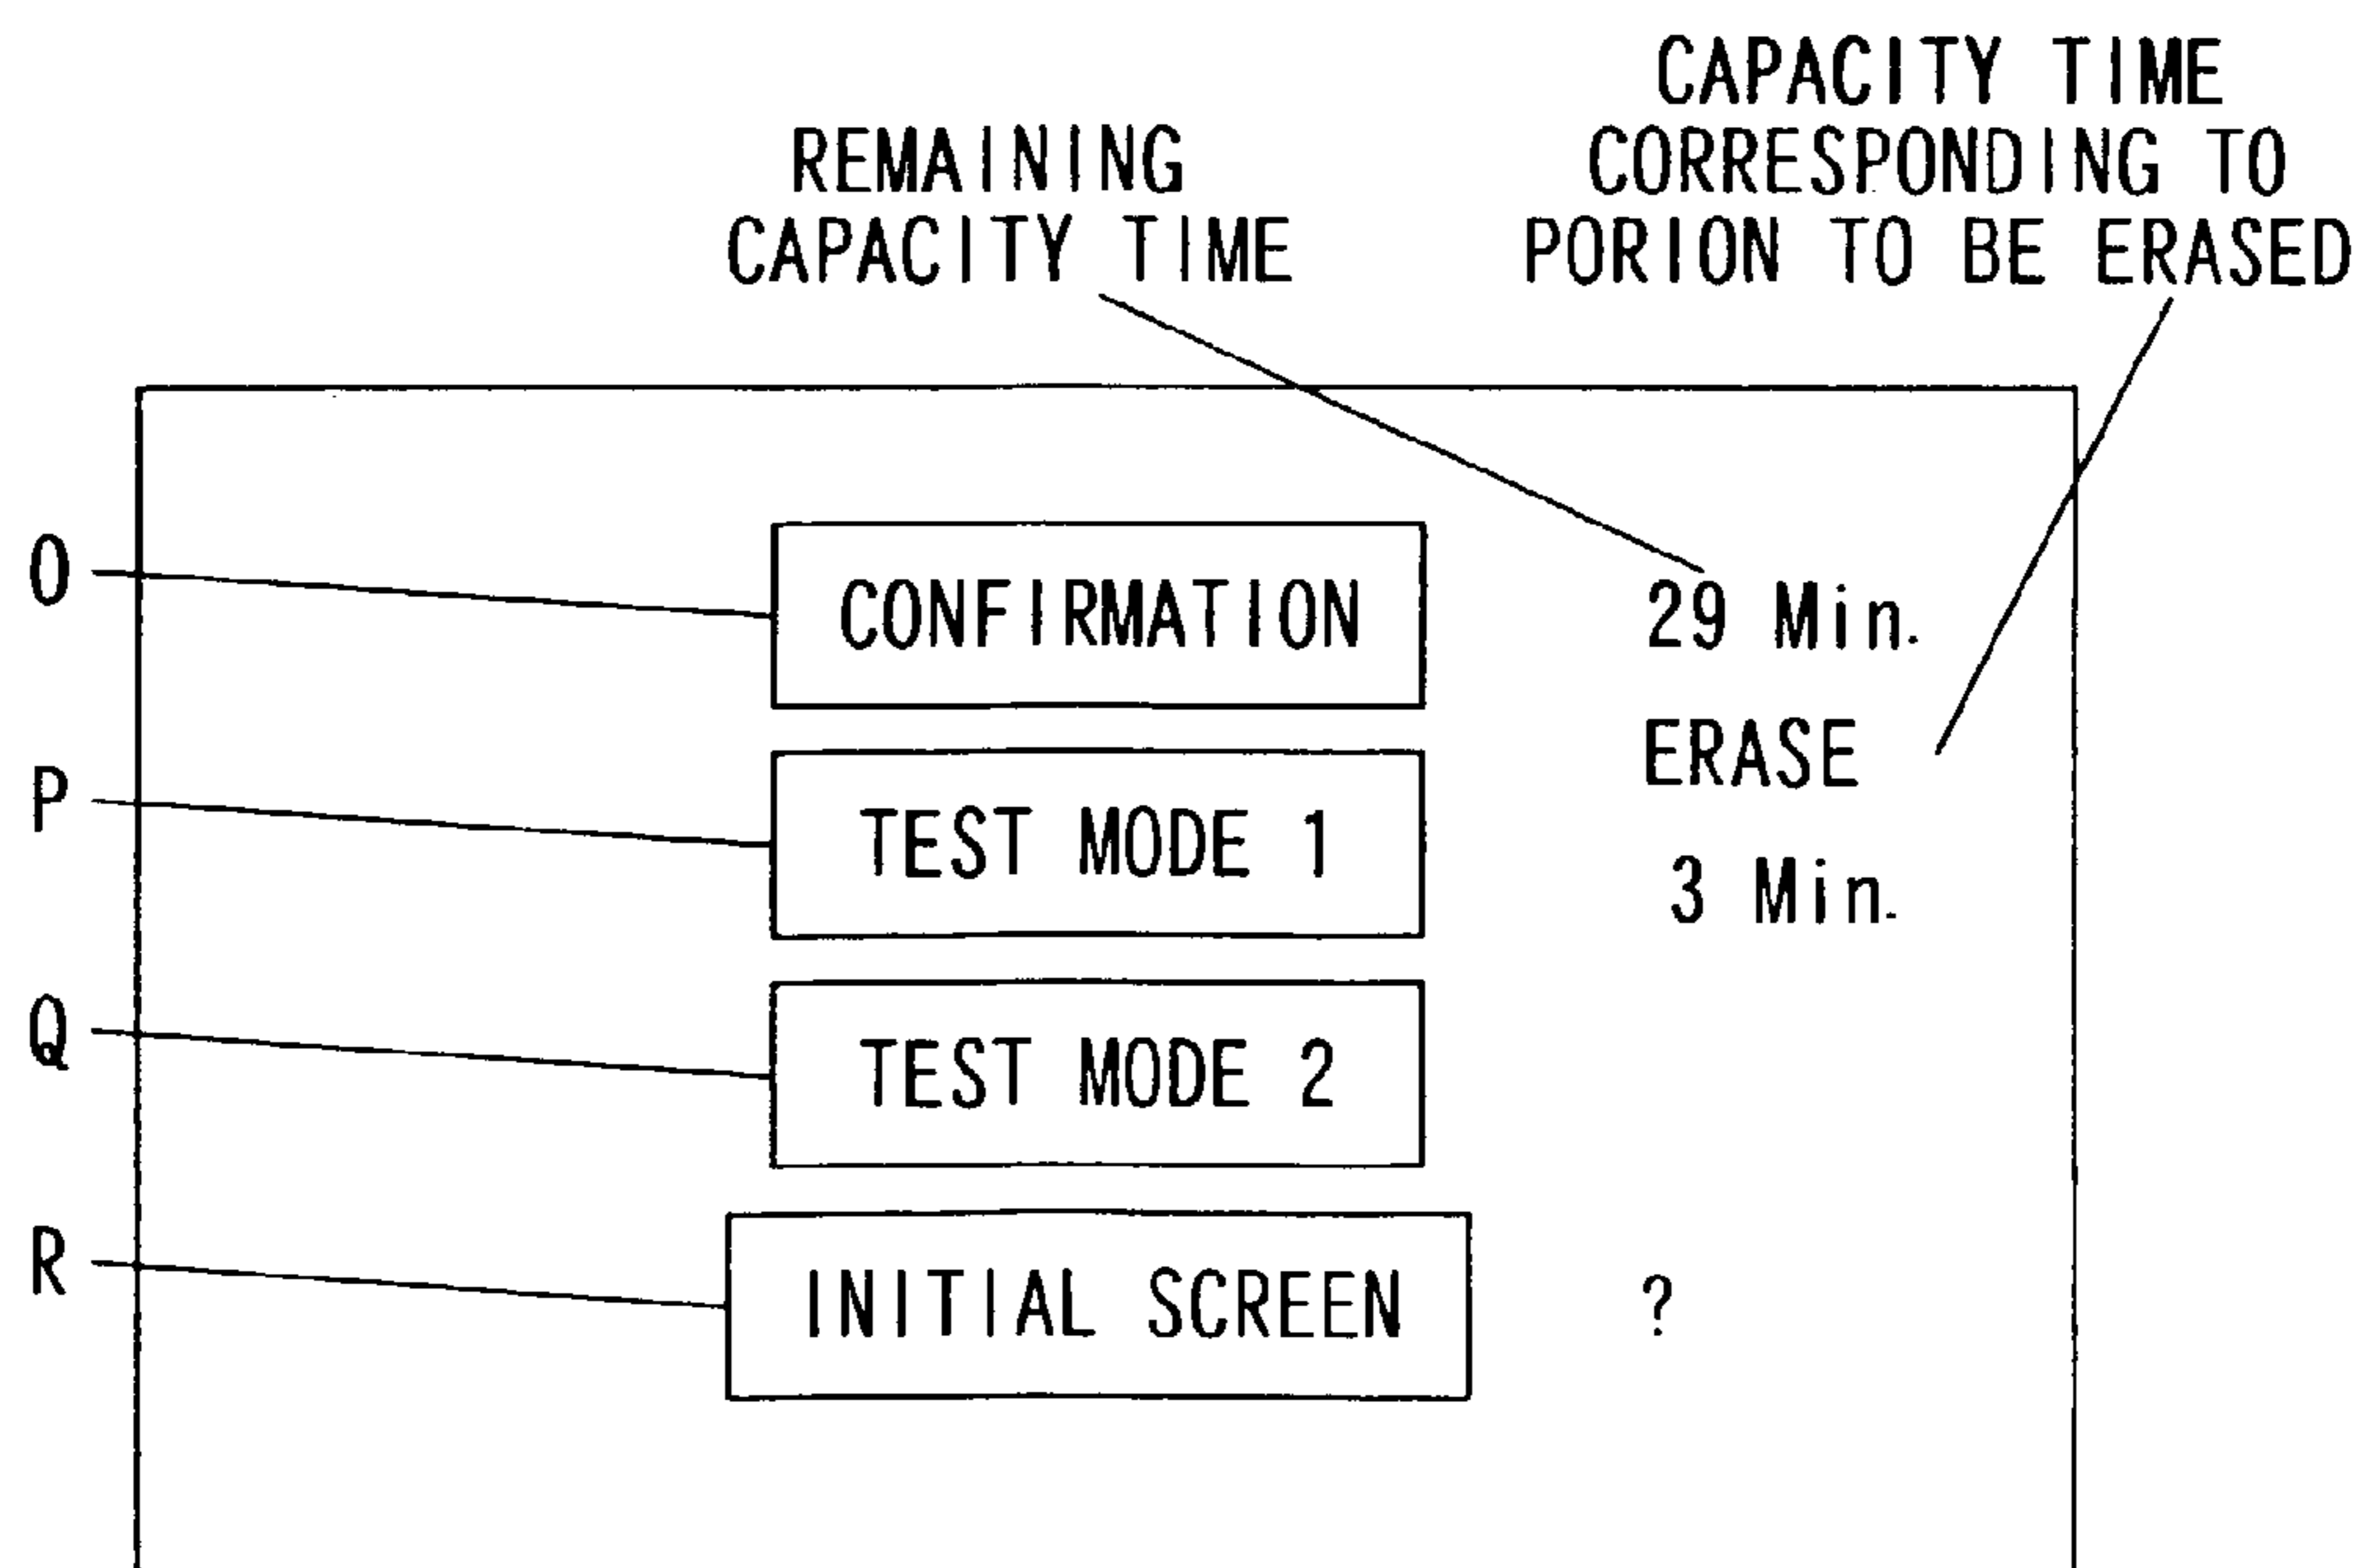 CAPACITY TIME
CORRESPONDING TO
PORION TO BE ERASED
REMAINING
CAPACITY TIME
O
CONFIRMATION
29 Min.
ERASE
P
TEST MODE 1
3 Min.
Q
TEST MODE 2
R
INITIAL SCREEN
?